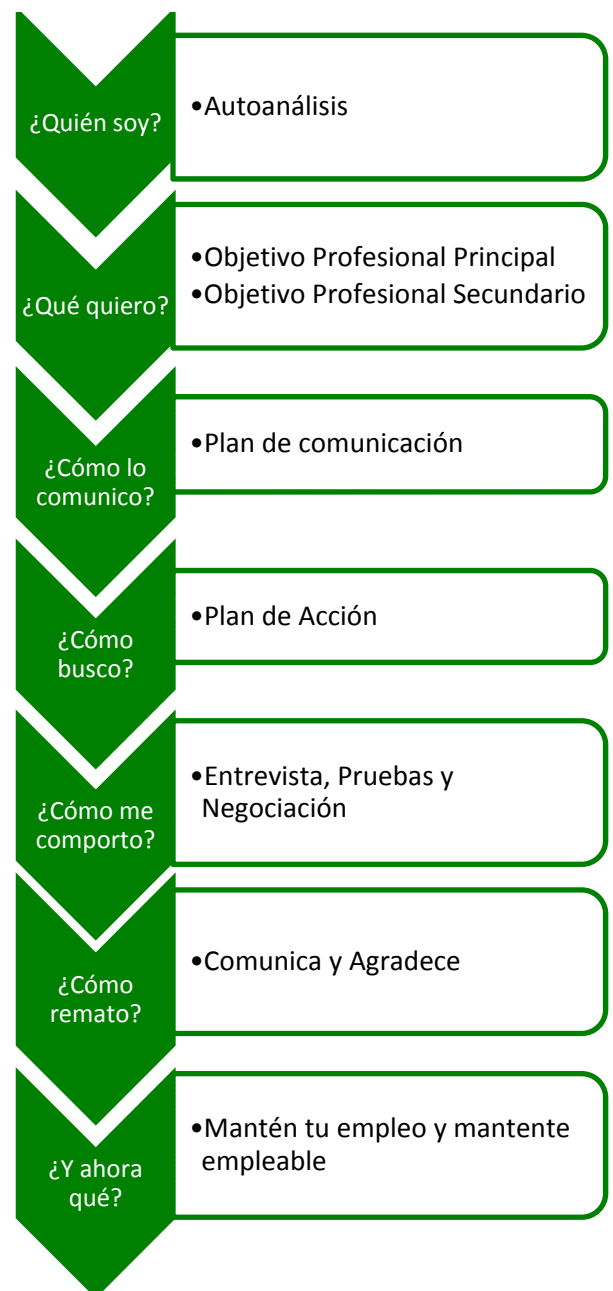 ¿Quién soy?
•Autoanálisis
¿Qué quiero?
•Objetivo Profesional Principal
•Objetivo Profesional Secundario
¿Cómo lo
comunico?
•Plan de comunicación
¿Cómo
busco?
•Plan de Acción
¿Cómo me
comporto?
•Entrevista, Pruebas y
Negociación
¿Cómo
remato?
•Comunica y Agradece
¿Y ahora
qué?
•Mantén tu empleo y mantente
empleable